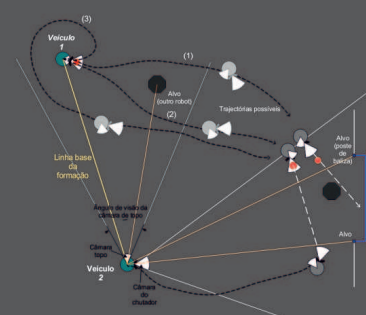 (3)
Veículo
1
(1)
Alvo
(outro robot)
Trajectórias possíveis
(2)
Alvo
(poste
de
baliza)
Linha base
da
formação
Ângulo de visão da
câmara de topo
Alvo
Câmara
topo
Veículo
2
Câmara
do
chutador